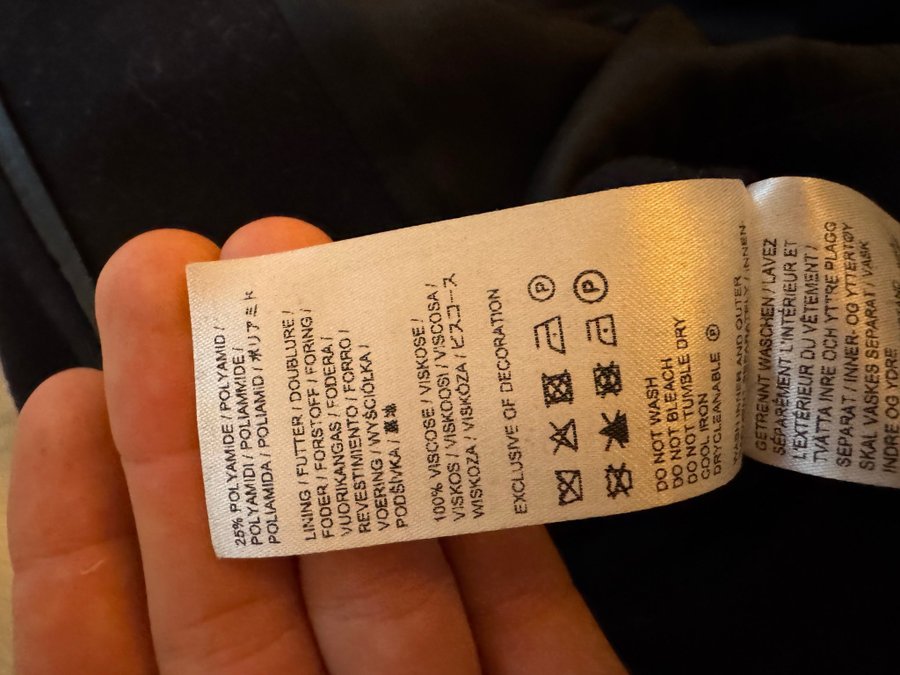 25% POLYAMIDE / POLYAMID /
POLYAMIDI / POLIAMMIDE /
POLIAMIDA / POLIAMID / ポリアミド
LINING / FUTTER / DOUBLURE /
FODER / FORSTOFF / FORING /
VUORIKANGAS / FODERA /
REVESTIMIENTO / FORRO /
VOERING / WYŚCIÓŁKA /
PODŠÍVKA / 裏地
100% VISCOSE / VISKOSE /
VISKOS / VISKOOSI / VISCOSA /
WISKOZA / VISKÓZA / ビスコース
EXCLUSIVE OF DECORATION
P
P
DO NOT WASH
DO NOT BLEACH
DO NOT TUMBLE DRY
COOL IRON
DRYCLEANABLE Ⓟ
WASH INNER AND OUTER
GETRENNT WASCHEN / LAVEZ
SÉPARÉMENT L'INTÉRIEUR ET
L'EXTÉRIEUR DU VÊTEMENT /
TVÄTTA INRE OCH YTTRE PLAGG
SEPARAT / INNER- OG YTTERTØY
SKAL VASKES SEPARAT / VASK
INDRE OG YDRE